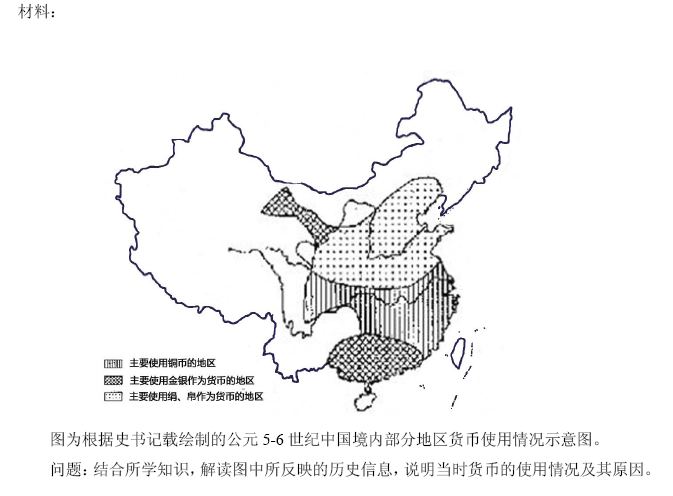 材料：
主要使用铜币的地区
主要使用金银作为货币的地区
主要使用绢、帛作为货币的地区
图为根据史书记载绘制的公元 5-6 世纪中国境内部分地区货币使用情况示意图。
问题：结合所学知识，解读图中所反映的历史信息，说明当时货币的使用情况及其原因。